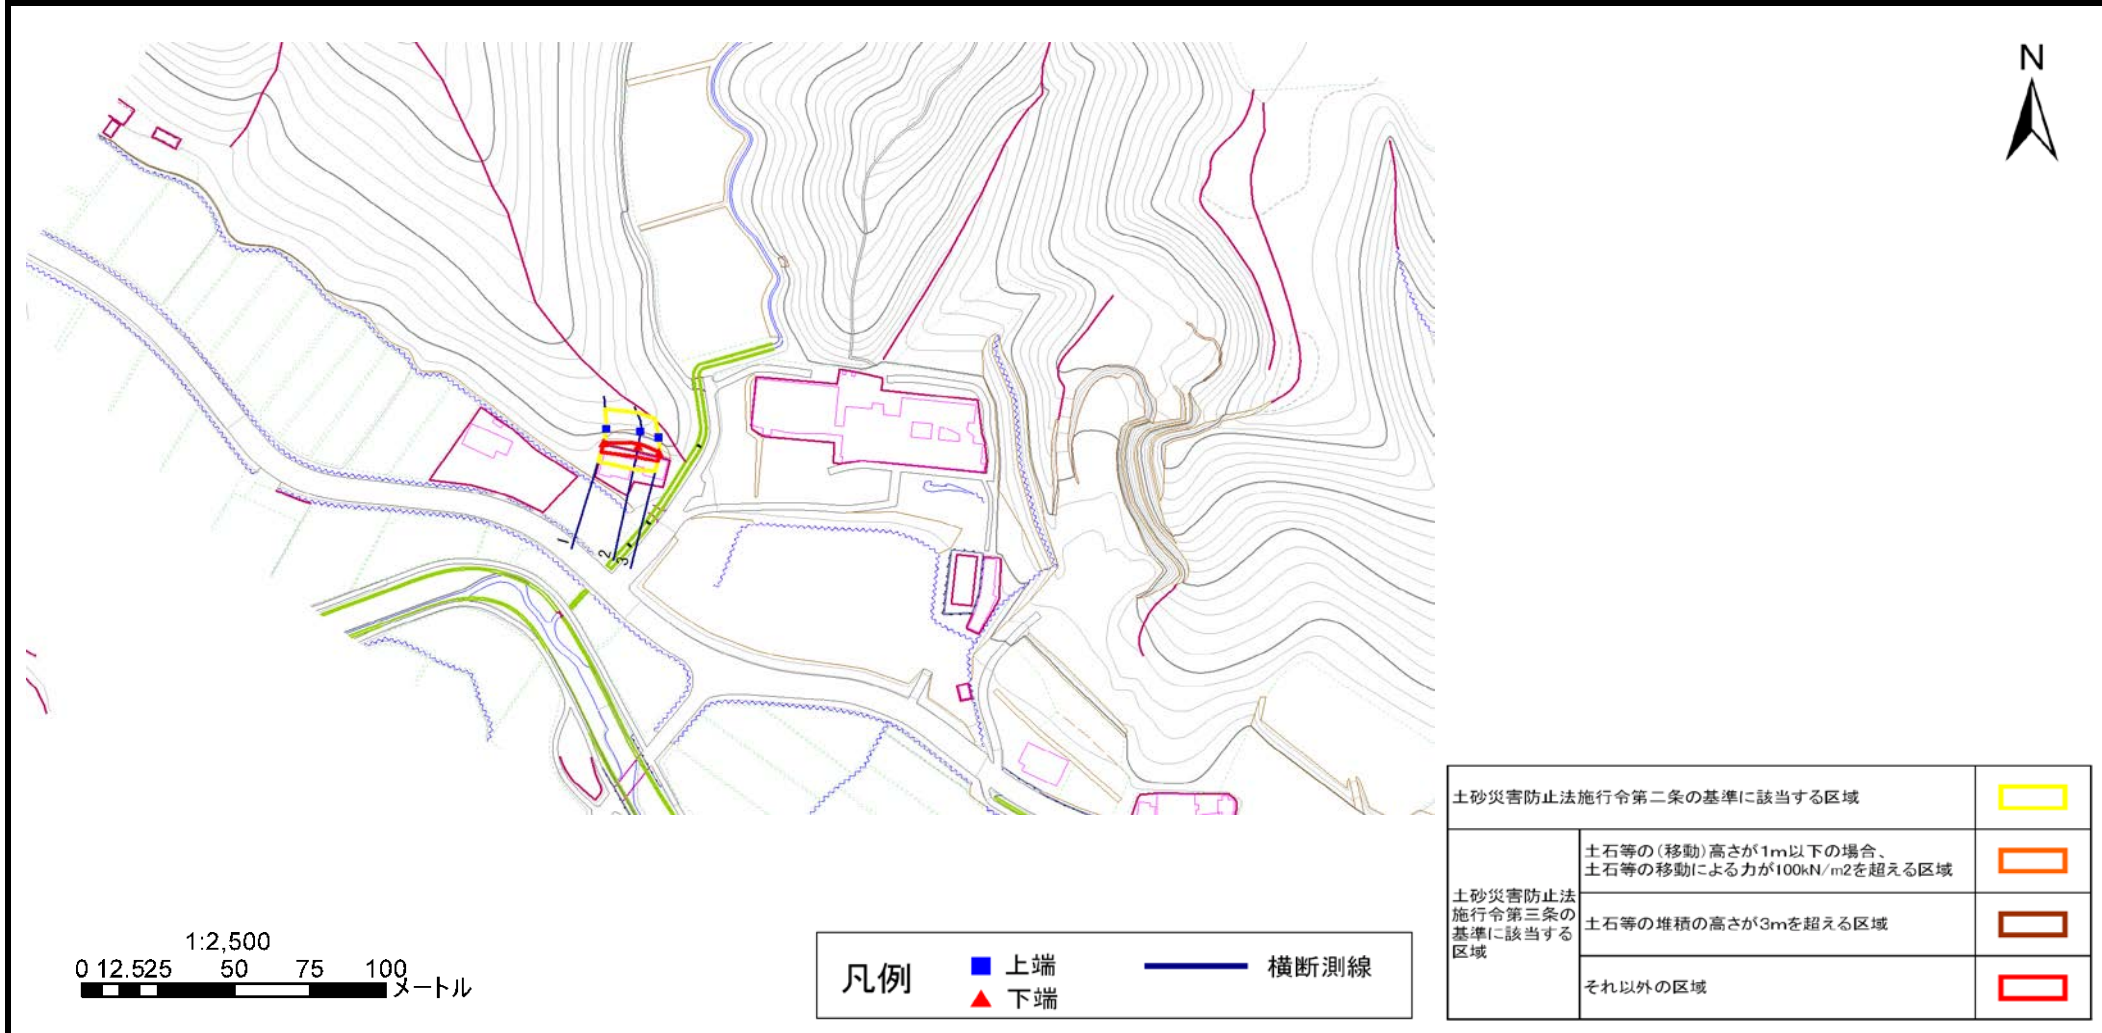 N
1
2
3
土砂災害防止法施行令第二条の基準に該当する区域
土砂災害防止法
施行令第三条の
基準に該当する
区域
土石等の(移動)高さが1m以下の場合、
土石等の移動による力が100kN/m2を超える区域
土石等の堆積の高さが3mを超える区域
それ以外の区域
1:2,500
0 12.525 50 75 100
メートル
凡例
上端
下端
横断測線